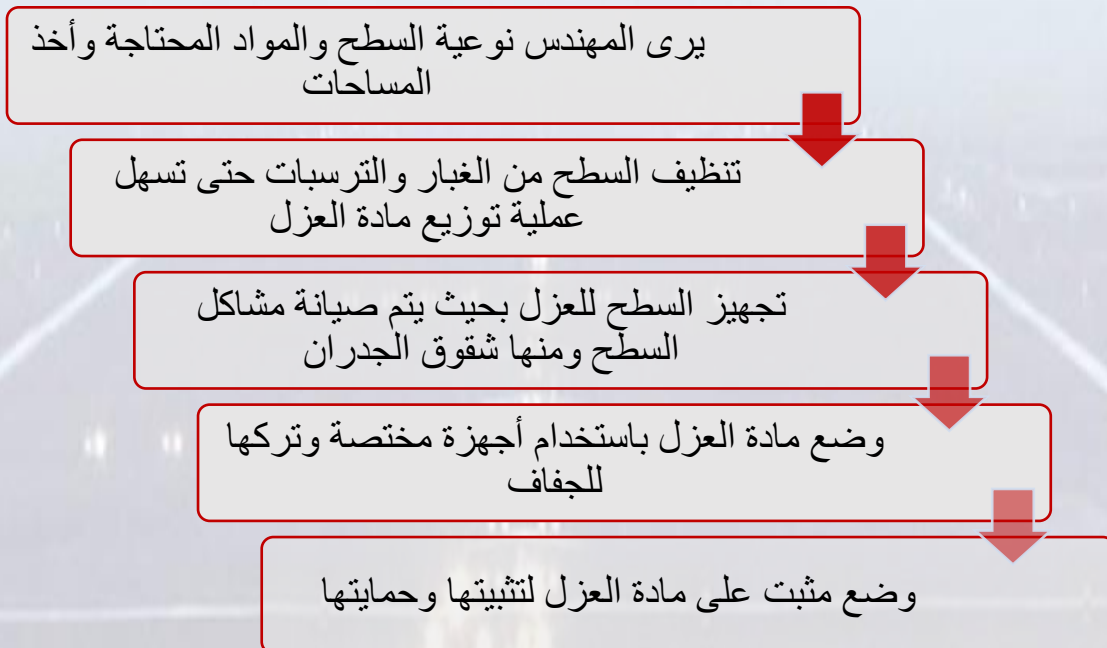 يرى المهندس نوعية السطح والمواد المحتاجة وأخذ
المساحات
تنظيف السطح من الغبار والترسبات حتى تسهل
عملية توزيع مادة العزل
تجهيز السطح للعزل بحيث يتم صيانة مشاكل
السطح ومنها شقوق الجدران
وضع مادة العزل باستخدام أجهزة مختصة وتركها
للجفاف
وضع مثبت على مادة العزل لتثبيتها وحمايتها